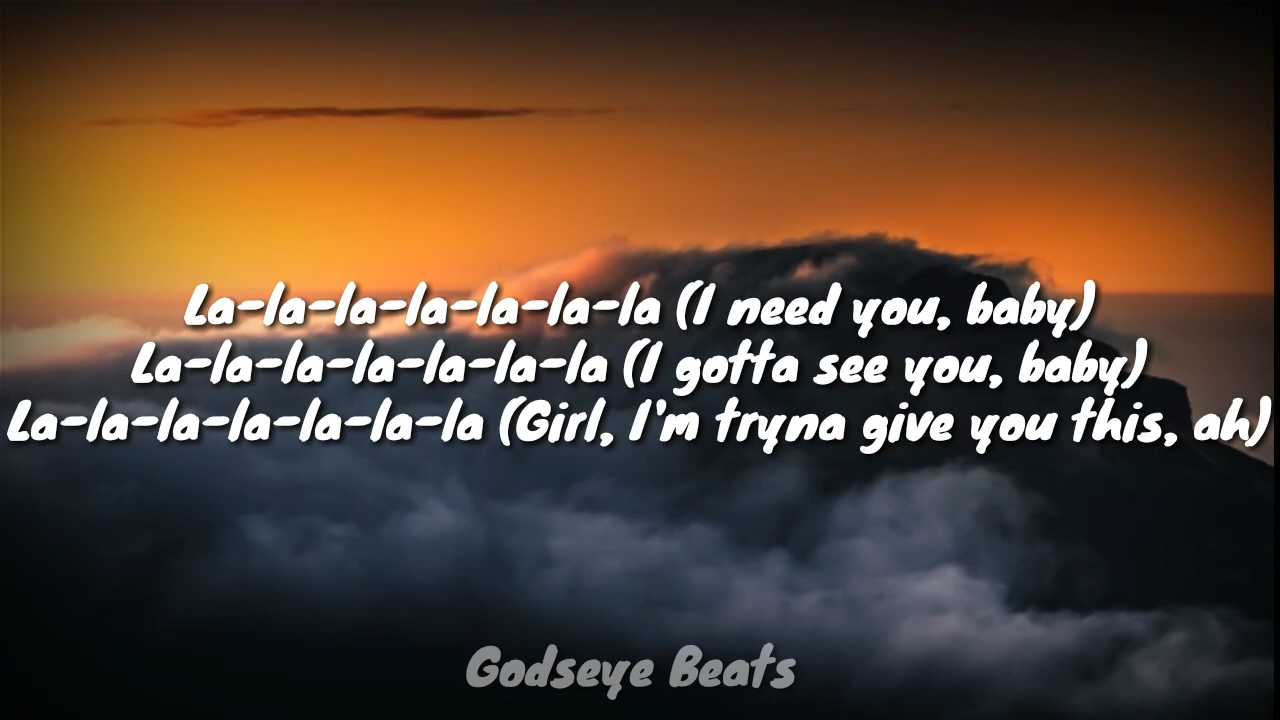 La-la-la-la-la-la-la (I need you, baby)
La-la-la-la-la-la-la (I gotta see you, baby)
La-la-la-la-la-la-la (Girl, I'm tryna give you this, ah)
Godseye Beats